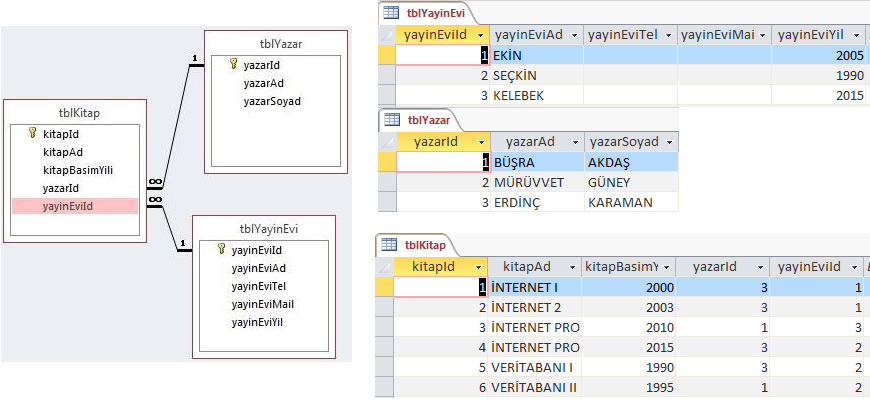 tblYazar
yazarId
yazarAd
yazarSoyad
1
tblKitap
kitapId
kitapAd
kitapBasimYili
yazarId
yayinEviId
∞
∞
1
tblYayinEvi
yayinEviId
yayinEviAd
yayinEviTel
yayinEviMail
yayinEviYil
tblYayinEvi
yayinEviId yayinEviAd yayinEviTel yayinEviMai yayinEviYil
1 EKİN 2005
2 SEÇKİN 1990
3 KELEBEK 2015
tblYazar
yazarId yazarAd yazarSoyad
1 BÜŞRA AKDAŞ
2 MÜRÜVVET GÜNEY
3 ERDİNÇ KARAMAN
tblKitap
kitapId kitapAd kitapBasimY yazarId yayinEviId
1 İNTERNET I 2000 3 1
2 İNTERNET 2 2003 3 1
3 İNTERNET PRO 2010 1 3
4 İNTERNET PRO 2015 3 2
5 VERİTABANI I 1990 3 2
6 VERİTABANI II 1995 1 2